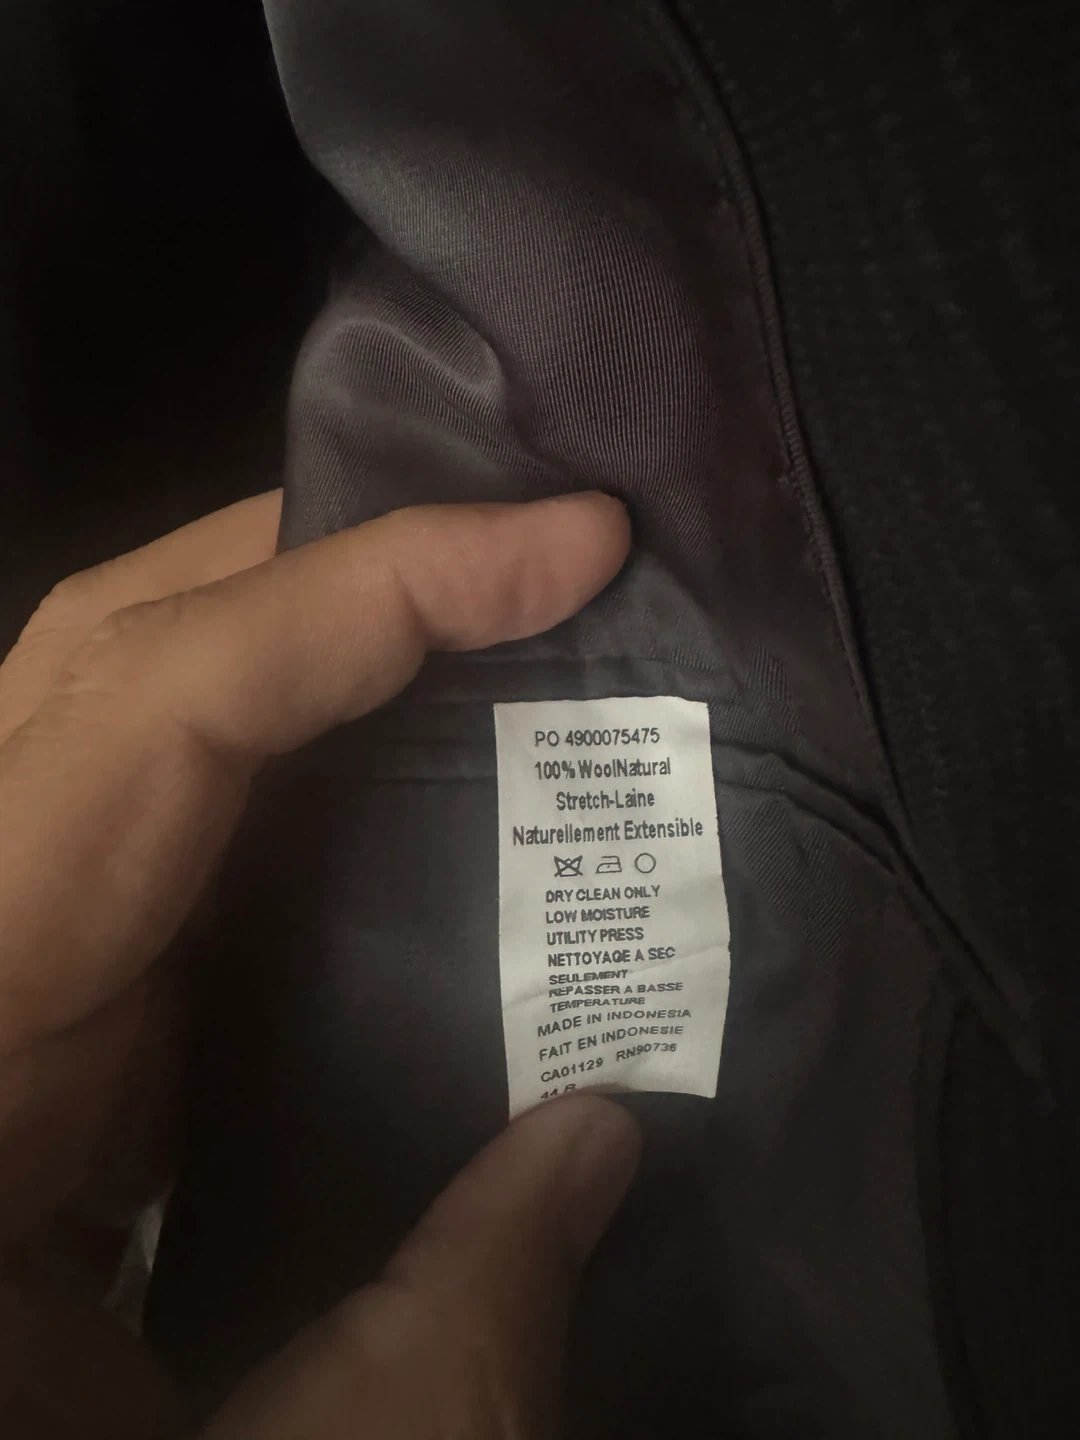 PO 4900075475
100% WoolNatural
Stretch-Laine
Naturellement Extensible
DRY CLEAN ONLY
LOW MOISTURE
UTILITY PRESS
NETTOYAGE A SEC
SEULEMENT
REPASSER A BASSE
TEMPERATURE
MADE IN INDONESIA
FAIT EN INDONESIE
CA01129 RN90736
44 R